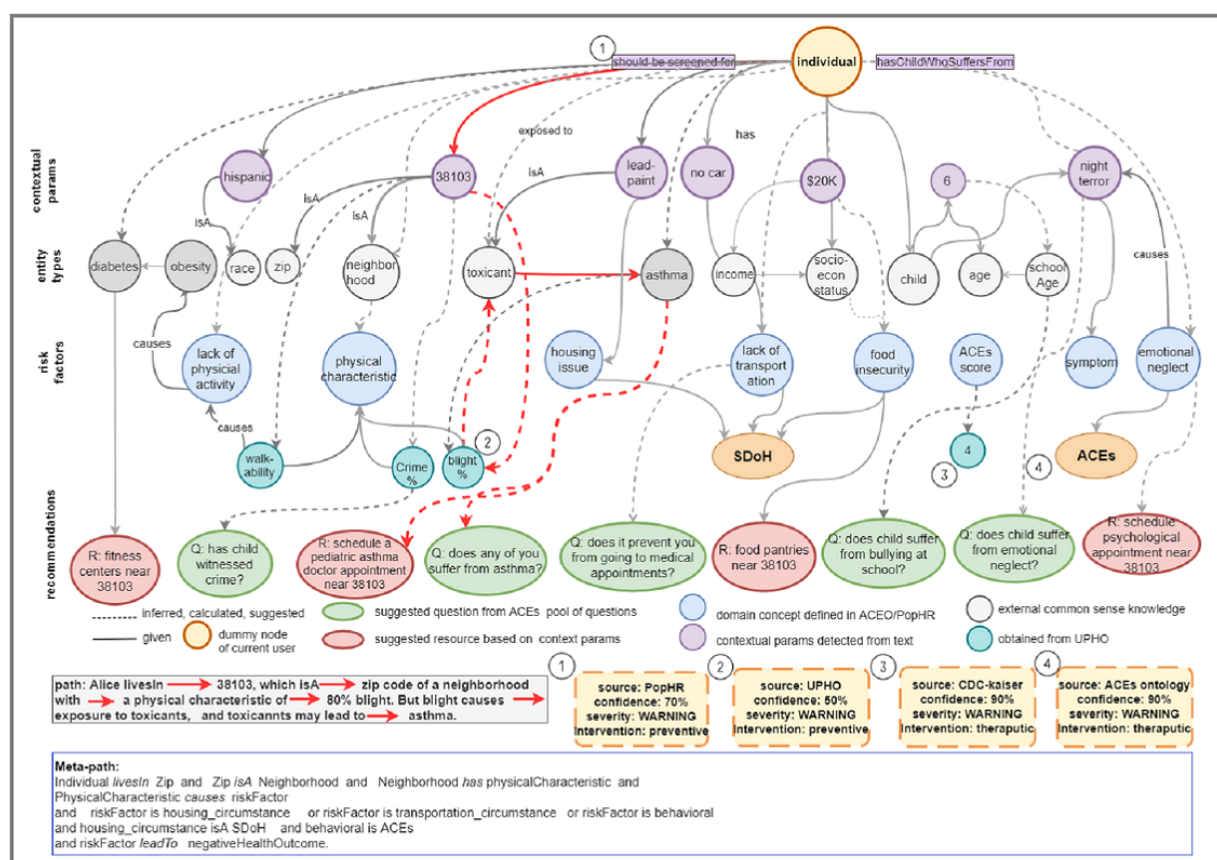 1
should be screened for
individual
hasChildWhoSuffersFrom
contextual
params
hispanic
38103
exposed to
lead-
paint
has
no car
$20K
6
night
terror
isA
isA
isA
isA
causes
entity
types
diabetes
obesity
race
zip
neighbor
hood
toxicant
asthma
income
socio-
econ
status
child
age
school
Age
risk
factors
causes
lack of
physicial
activity
physical
characteristic
housing
issue
lack of
transport
ation
food
insecurity
ACEs
score
symptom
emotional
neglect
causes
walk-
ability
Crime
%
blight
%
2
SDoH
3
4
4
ACEs
recommendations
R: fitness
centers near
38103
Q: has child
witnessed
crime?
R: schedule a
pediatric asthma
doctor appointment
near 38103
Q: does any of you
suffer from asthma?
Q: does it prevent you
from going to medical
appointments?
R: food pantries
near 38103
Q: does child suffer
from bullying at
school?
Q: does child suffer
from emotional
neglect?
R: schedule
psychological
appointment near
38103
inferred, calculated, suggested
given
dummy node
of current user
suggested question from ACEs pool of questions
suggested resource based on context params
domain concept defined in ACEO/PopHR
contextual params detected from text
external common sense knowledge
obtained from UPHO
path: Alice livesIn 38103, which isA zip code of a neighborhood
with a physical characteristic of 80% blight. But blight causes
exposure to toxicants, and toxicannts may lead to asthma.
1
source: PopHR
confidence: 70%
severity: WARNING
Intervention: preventive
2
source: UPHO
confidence: 50%
severity: WARNING
Intervention: preventive
3
source: CDC-kaiser
confidence: 90%
severity: WARNING
Intervention: theraputic
4
source: ACEs ontology
confidence: 90%
severity: WARNING
Intervention: theraputic
Meta-path:
Individual livesIn Zip and Zip isA Neighborhood and Neighborhood has physicalCharacteristic and
PhysicalCharacteristic causes riskFactor
and riskFactor is housing_circumstance or riskFactor is transportation_circumstance or riskFactor is behavioral
and housing_circumstance isA SDoH and behavioral is ACEs
and riskFactor leadTo negativeHealthOutcome.